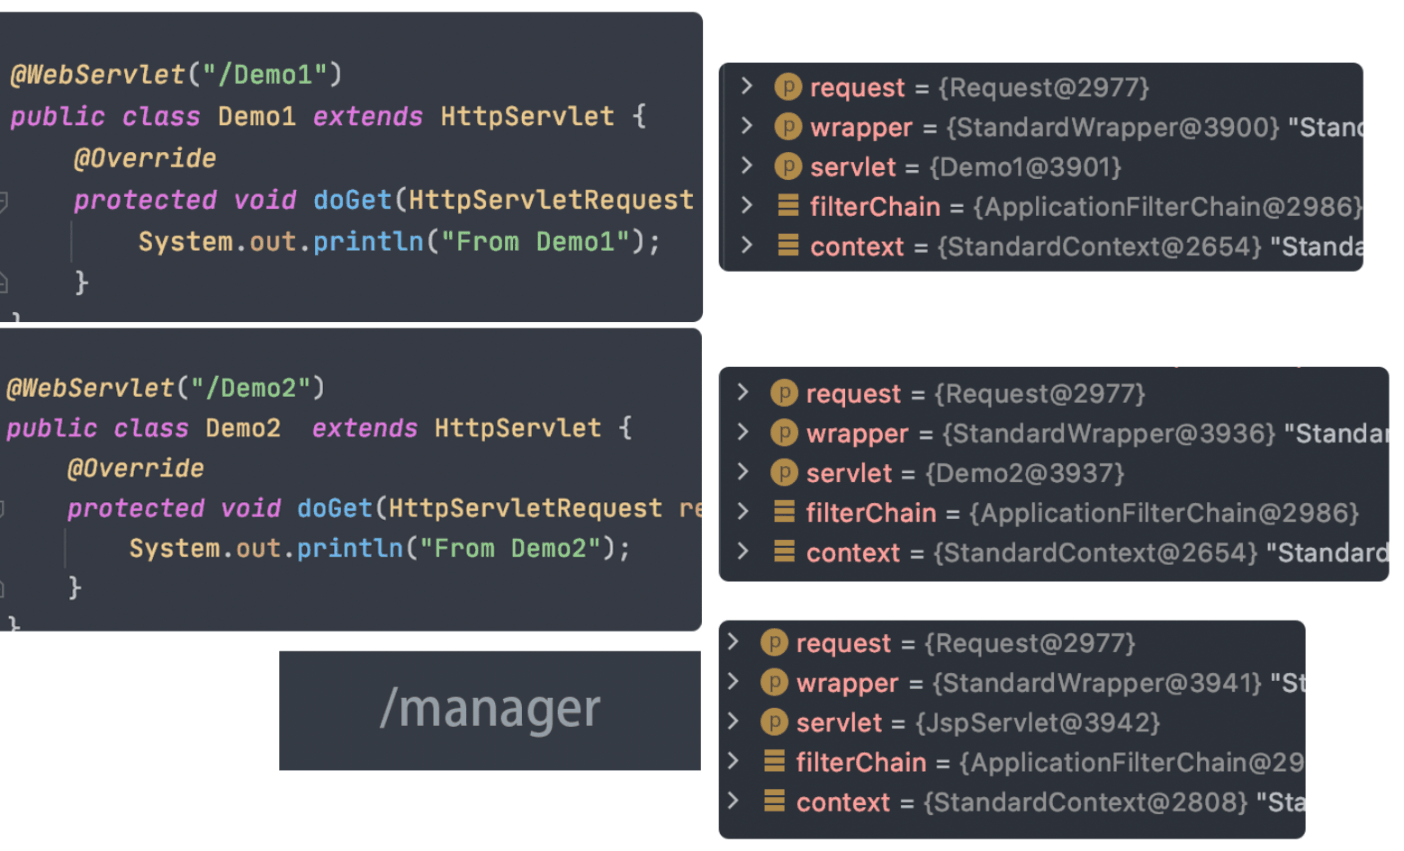 @WebServlet("/Demo1")
public class Demo1 extends HttpServlet {
@Override
protected void doGet(HttpServletRequest
System.out.println("From Demo1");
}
}
@WebServlet("/Demo2")
public class Demo2 extends HttpServlet {
@Override
protected void doGet(HttpServletRequest re
System.out.println("From Demo2");
}
}
/manager
p request = {Request@2977}
p wrapper = {StandardWrapper@3900} "Stand
p servlet = {Demo1@3901}
filterChain = {ApplicationFilterChain@2986}
context = {StandardContext@2654} "Standa
p request = {Request@2977}
p wrapper = {StandardWrapper@3936} "Standar
p servlet = {Demo2@3937}
filterChain = {ApplicationFilterChain@2986}
context = {StandardContext@2654} "Standard
p request = {Request@2977}
p wrapper = {StandardWrapper@3941} "St
p servlet = {JspServlet@3942}
filterChain = {ApplicationFilterChain@29
context = {StandardContext@2808} "Sta